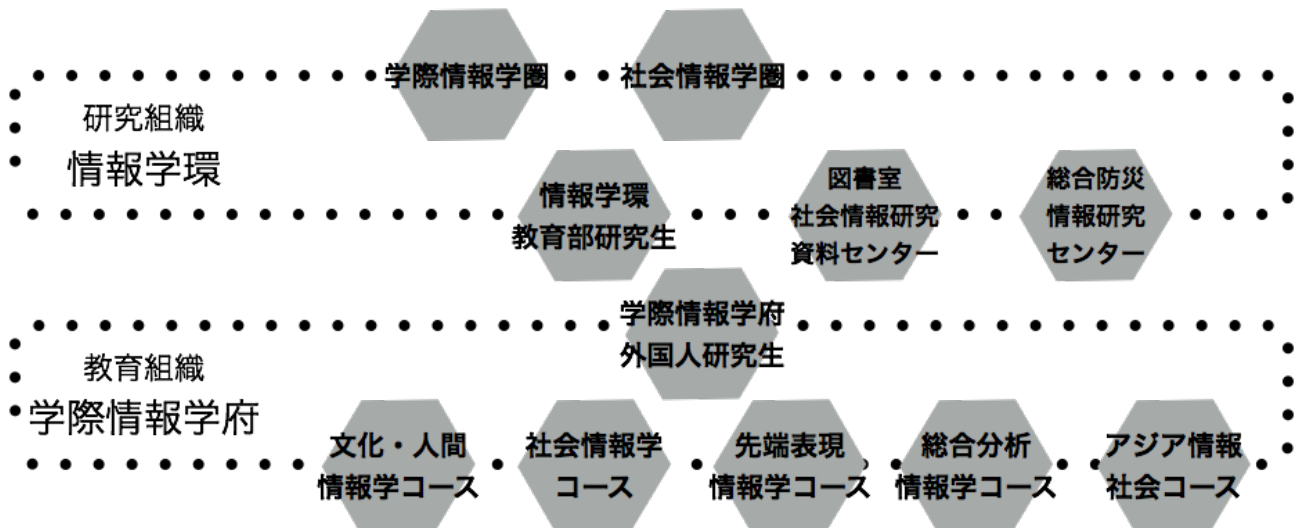 学際情報学圏
社会情報学圏
研究組織
情報学環
情報学環
教育部研究生
図書室
社会情報研究
資料センター
総合防災
情報研究
センター
学際情報学府
外国人研究生
教育組織
学際情報学府
文化・人間
情報学コース
社会情報学
コース
先端表現
情報学コース
総合分析
情報学コース
アジア情報
社会コース